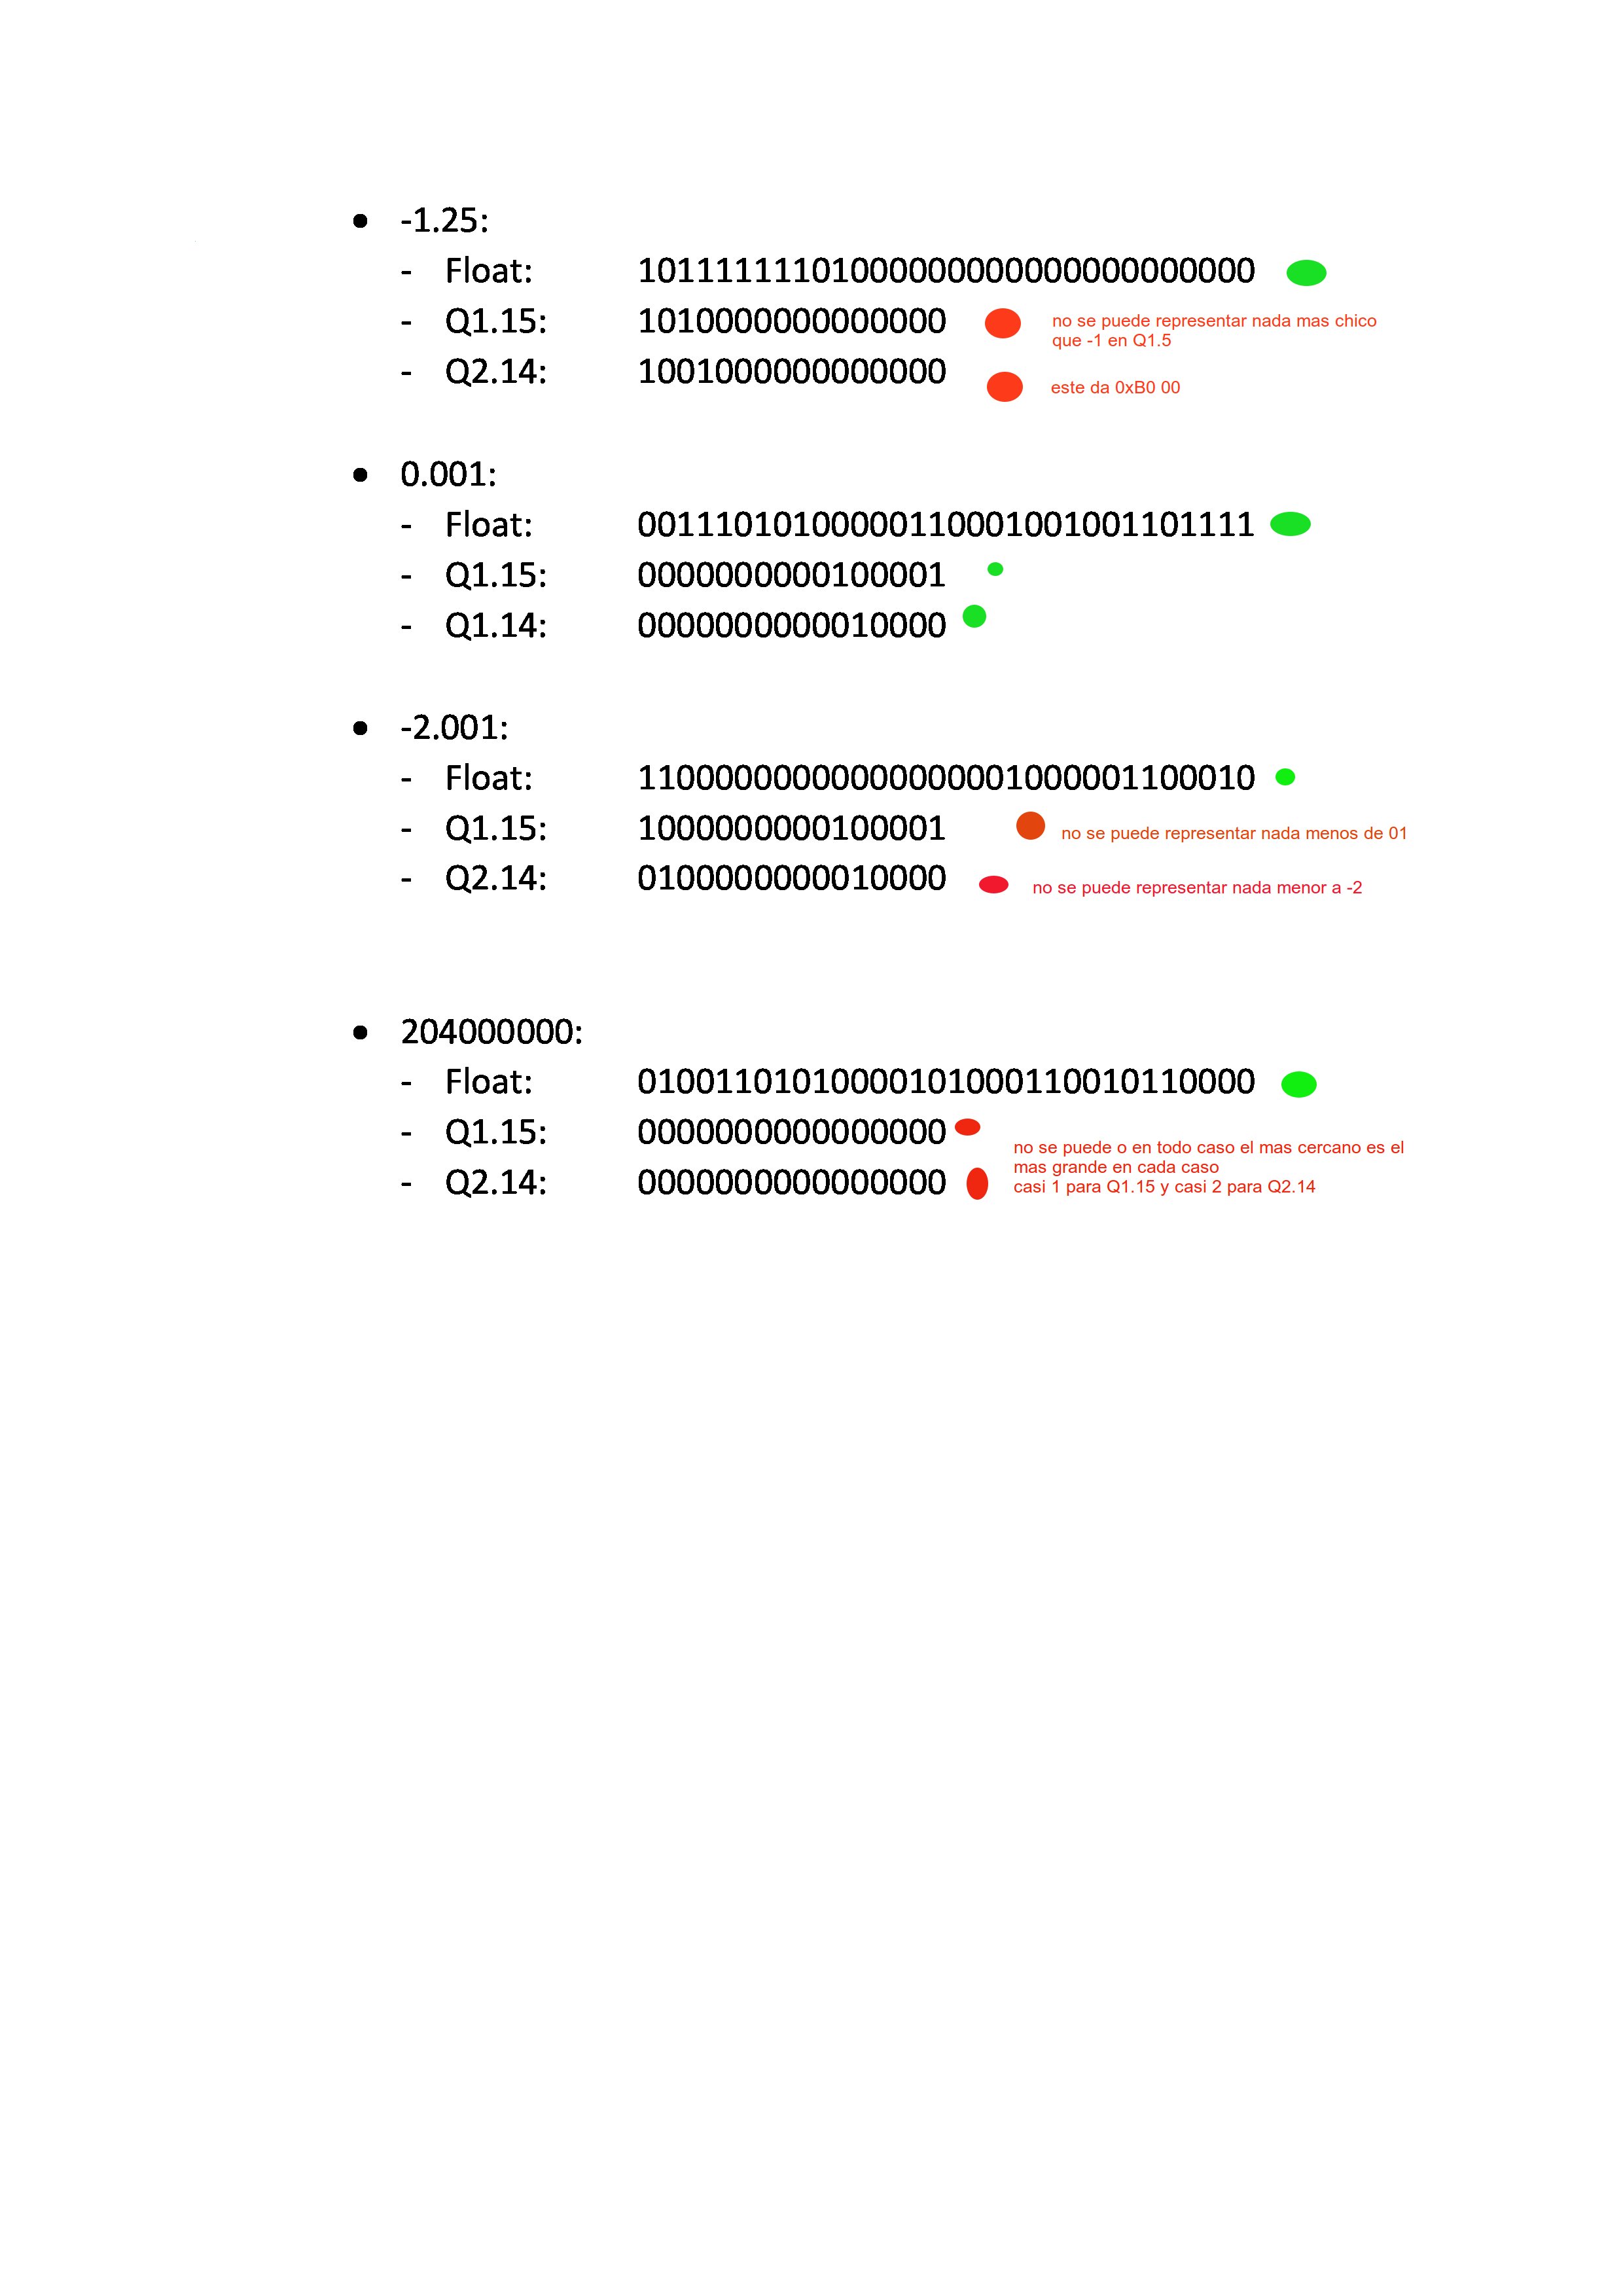 • -1.25:
- Float: 10111111101000000000000000000000
- Q1.15: 1010000000000000
no se puede representar nada mas chico
que -1 en Q1.5
- Q2.14: 1001000000000000
este da 0xB0 00
• 0.001:
- Float: 00111010100000110001001001101111
- Q1.15: 0000000000100001
- Q1.14: 0000000000010000
• -2.001:
- Float: 11000000000000000001000001100010
- Q1.15: 1000000000100001
no se puede representar nada menos de 01
- Q2.14: 0100000000010000
no se puede representar nada menor a -2
• 204000000:
- Float: 01001101010000101000110010110000
- Q1.15: 0000000000000000
- Q2.14: 0000000000000000
no se puede o en todo caso el mas cercano es el
mas grande en cada caso
casi 1 para Q1.15 y casi 2 para Q2.14